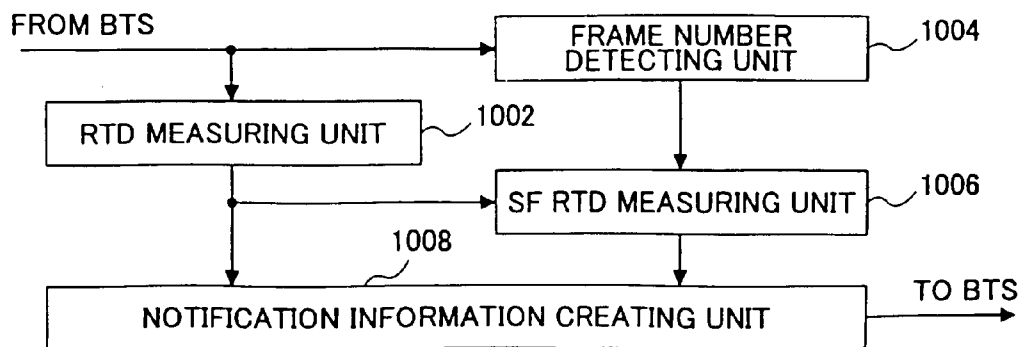 FROM BTS
FRAME NUMBER
DETECTING UNIT
1004
RTD MEASURING UNIT
1002
SF RTD MEASURING UNIT
1006
1008
NOTIFICATION INFORMATION CREATING UNIT
TO BTS